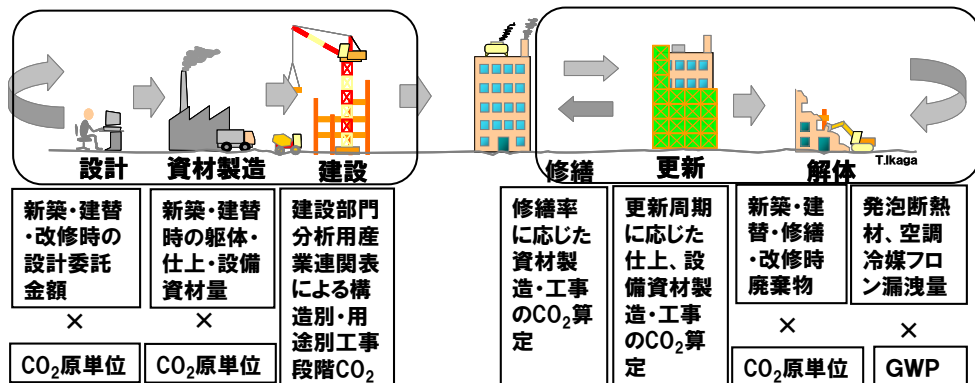 T.Ikaga
設計
資材製造
建設
修繕
更新
解体
新築・建替
・改修時の
設計委託
金額
×
CO₂原単位
新築・建替
時の躯体・
仕上・設備
資材量
×
CO₂原単位
建設部門
分析用産
業連関表
による構
造別・用
途別工事
段階CO₂
修繕率
に応じた
資材製
造・工事
のCO₂算
定
更新周期
に応じた
仕上、設
備資材製
造・工事
のCO₂算
定
新築・建
替・修繕
・改修時
廃棄物
×
CO₂原単位
発泡断熱
材、空調
冷媒フロ
ン漏洩量
×
GWP